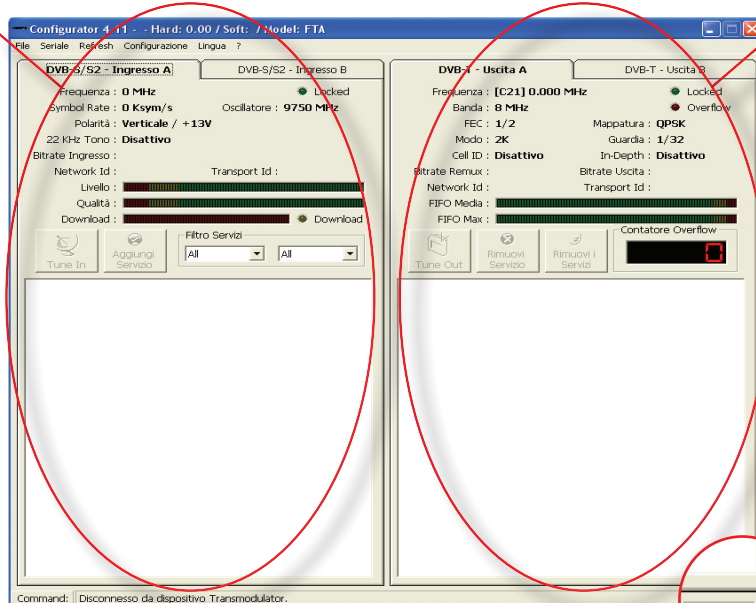 Configurator 4.11 - - Hard: 0.00 / Soft: / Model: FTA
File Seriale Refresh Configurazione Lingua ?
DVB-S/S2 - Ingresso A
DVB-S/S2 - Ingresso B
Frequenza : 0 MHz
Locked
Symbol Rate : 0 Ksym/s
Oscillatore : 9750 MHz
Polarità : Verticale / +13V
22 KHz Tono : Disattivo
Bitrate Ingresso :
Network Id :
Transport Id :
Livello :
Qualità :
Download :
Download
Tune In
Aggiungi Servizio
Filtro Servizi
All
All
DVB-T - Uscita A
DVB-T - Uscita B
Frequenza : [C21] 0.000 MHz
Locked
Banda : 8 MHz
Overflow
FEC : 1/2
Mappatura : QPSK
Modo : 2K
Guardia : 1/32
Cell ID : Disattivo
In-Depth : Disattivo
Bitrate Remux :
Bitrate Uscita :
Network Id :
Transport Id :
FIFO Media :
FIFO Max :
Tune Out
Rimuovi Servizio
Rimuovi i Servizi
Contatore Overflow
0
Command: Disconnesso da dispositivo Transmodulator.